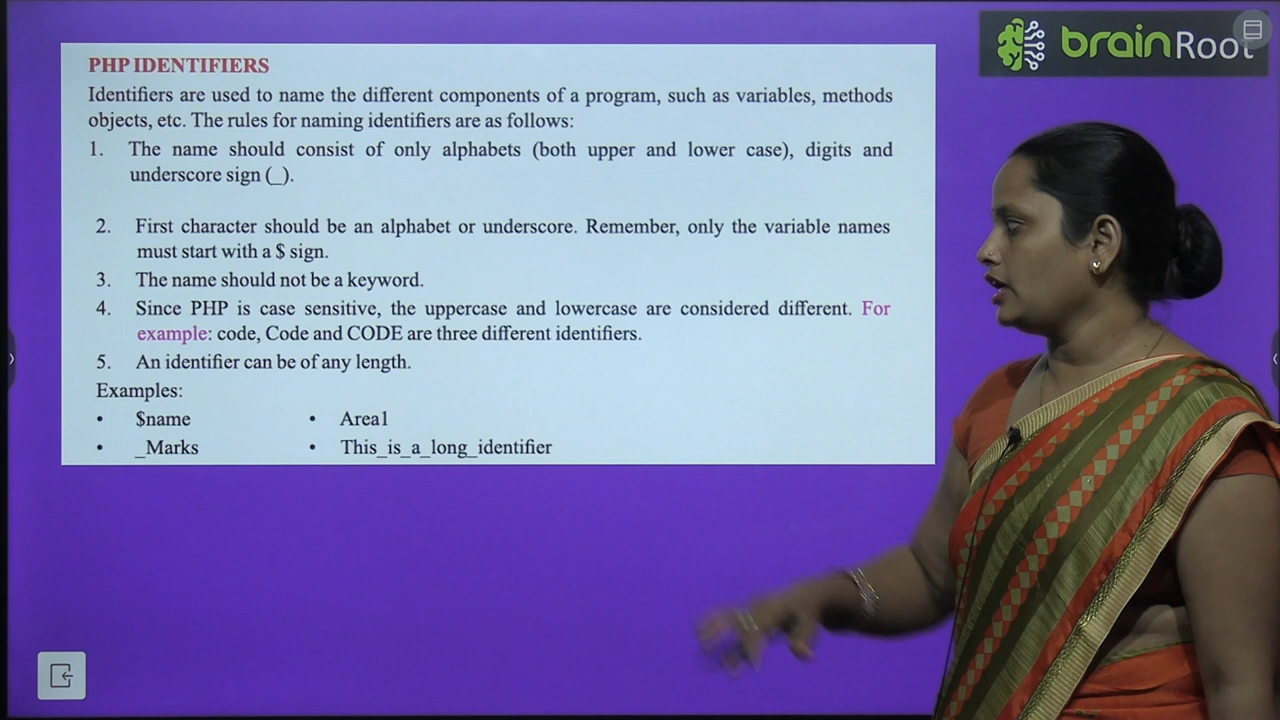 brainRoot
PHP IDENTIFIERS
Identifiers are used to name the different components of a program, such as variables, methods
objects, etc. The rules for naming identifiers are as follows:
1. The name should consist of only alphabets (both upper and lower case), digits and
underscore sign (_).
2. First character should be an alphabet or underscore. Remember, only the variable names
must start with a $ sign.
3. The name should not be a keyword.
4. Since PHP is case sensitive, the uppercase and lowercase are considered different. For
example: code, Code and CODE are three different identifiers.
5. An identifier can be of any length.
Examples:
• $name • Area1
• _Marks • This_is_a_long_identifier